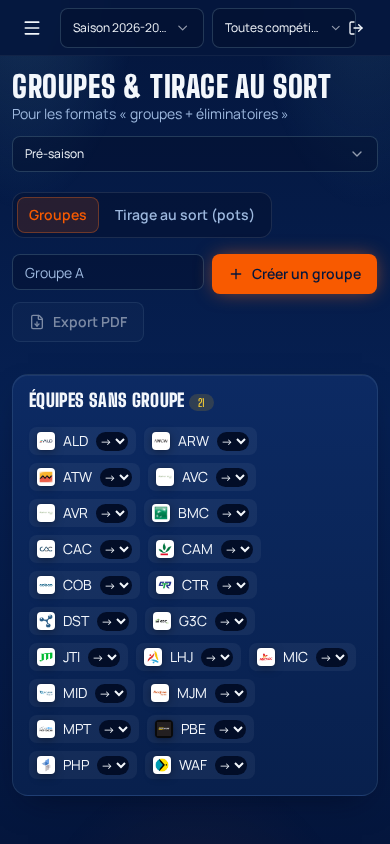 Saison 2026-20... Toutes compéti...
GROUPES & TIRAGE AU SORT
Pour les formats « groupes + éliminatoires »
Pré-saison
Groupes Tirage au sort (pots)
Groupe A + Créer un groupe
Export PDF
ÉQUIPES SANS GROUPE 21
ALD → ARW →
ATW → AVC →
AVR → BMC →
CAC → CAM →
COB → CTR →
DST → G3C →
JTI → LHJ → MIC →
MID → MJM →
MPT → PBE →
PHP → WAF →